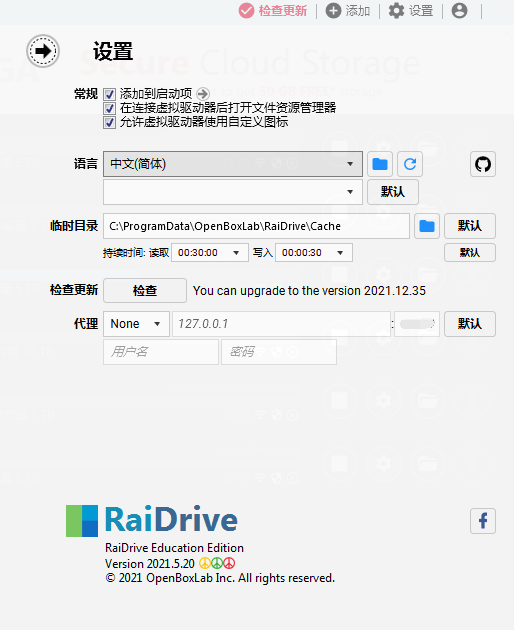 检查更新 添加 设置
设置
Secure Cloud Storage
常规 添加到启动项
在连接虚拟驱动器后打开文件资源管理器
允许虚拟驱动器使用自定义图标
语言 中文(简体)
默认
临时目录 C:\ProgramData\OpenBoxLab\RaiDrive\Cache 默认
持续时间: 读取 00:30:00 写入 00:00:30 默认
检查更新 检查 You can upgrade to the version 2021.12.35
代理 None 127.0.0.1 : 默认
用户名 密码
RaiDrive
RaiDrive Education Edition
Version 2021.5.20
© 2021 OpenBoxLab Inc. All rights reserved.